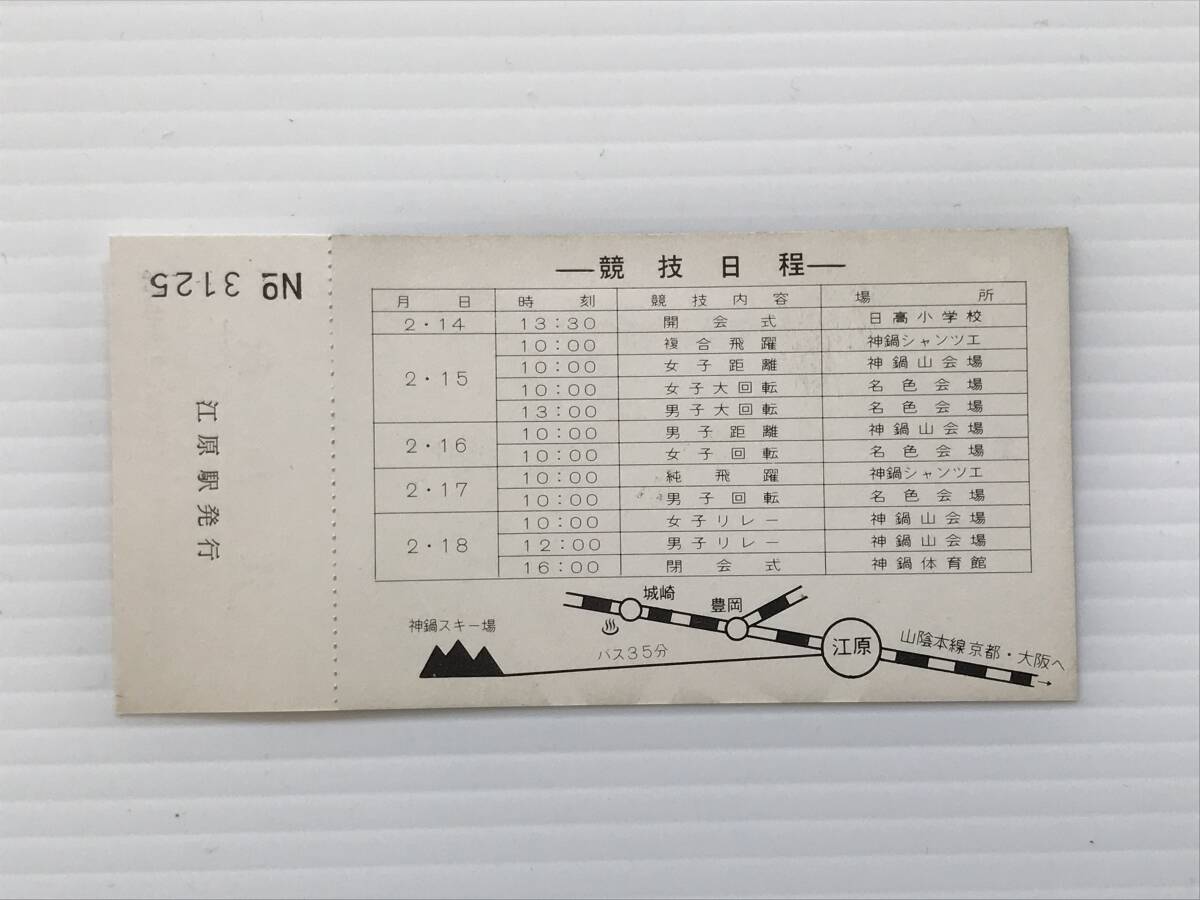 № 3125
江原駅発行
―競技日程―
月日 時刻 競技内容 場所
2・14 13:30 開会式 日高小学校
2・15 10:00 複合飛躍 神鍋シャンツエ
10:00 女子距離 神鍋山会場
10:00 女子大回転 名色会場
13:00 男子大回転 名色会場
2・16 10:00 男子距離 神鍋山会場
10:00 女子回転 名色会場
2・17 10:00 純飛躍 神鍋シャンツエ
10:00 男子回転 名色会場
2・18 10:00 女子リレー 神鍋山会場
12:00 男子リレー 神鍋山会場
16:00 閉会式 神鍋体育館
城崎
豊岡
神鍋スキー場
バス35分
江原
山陰本線京都・大阪へ→